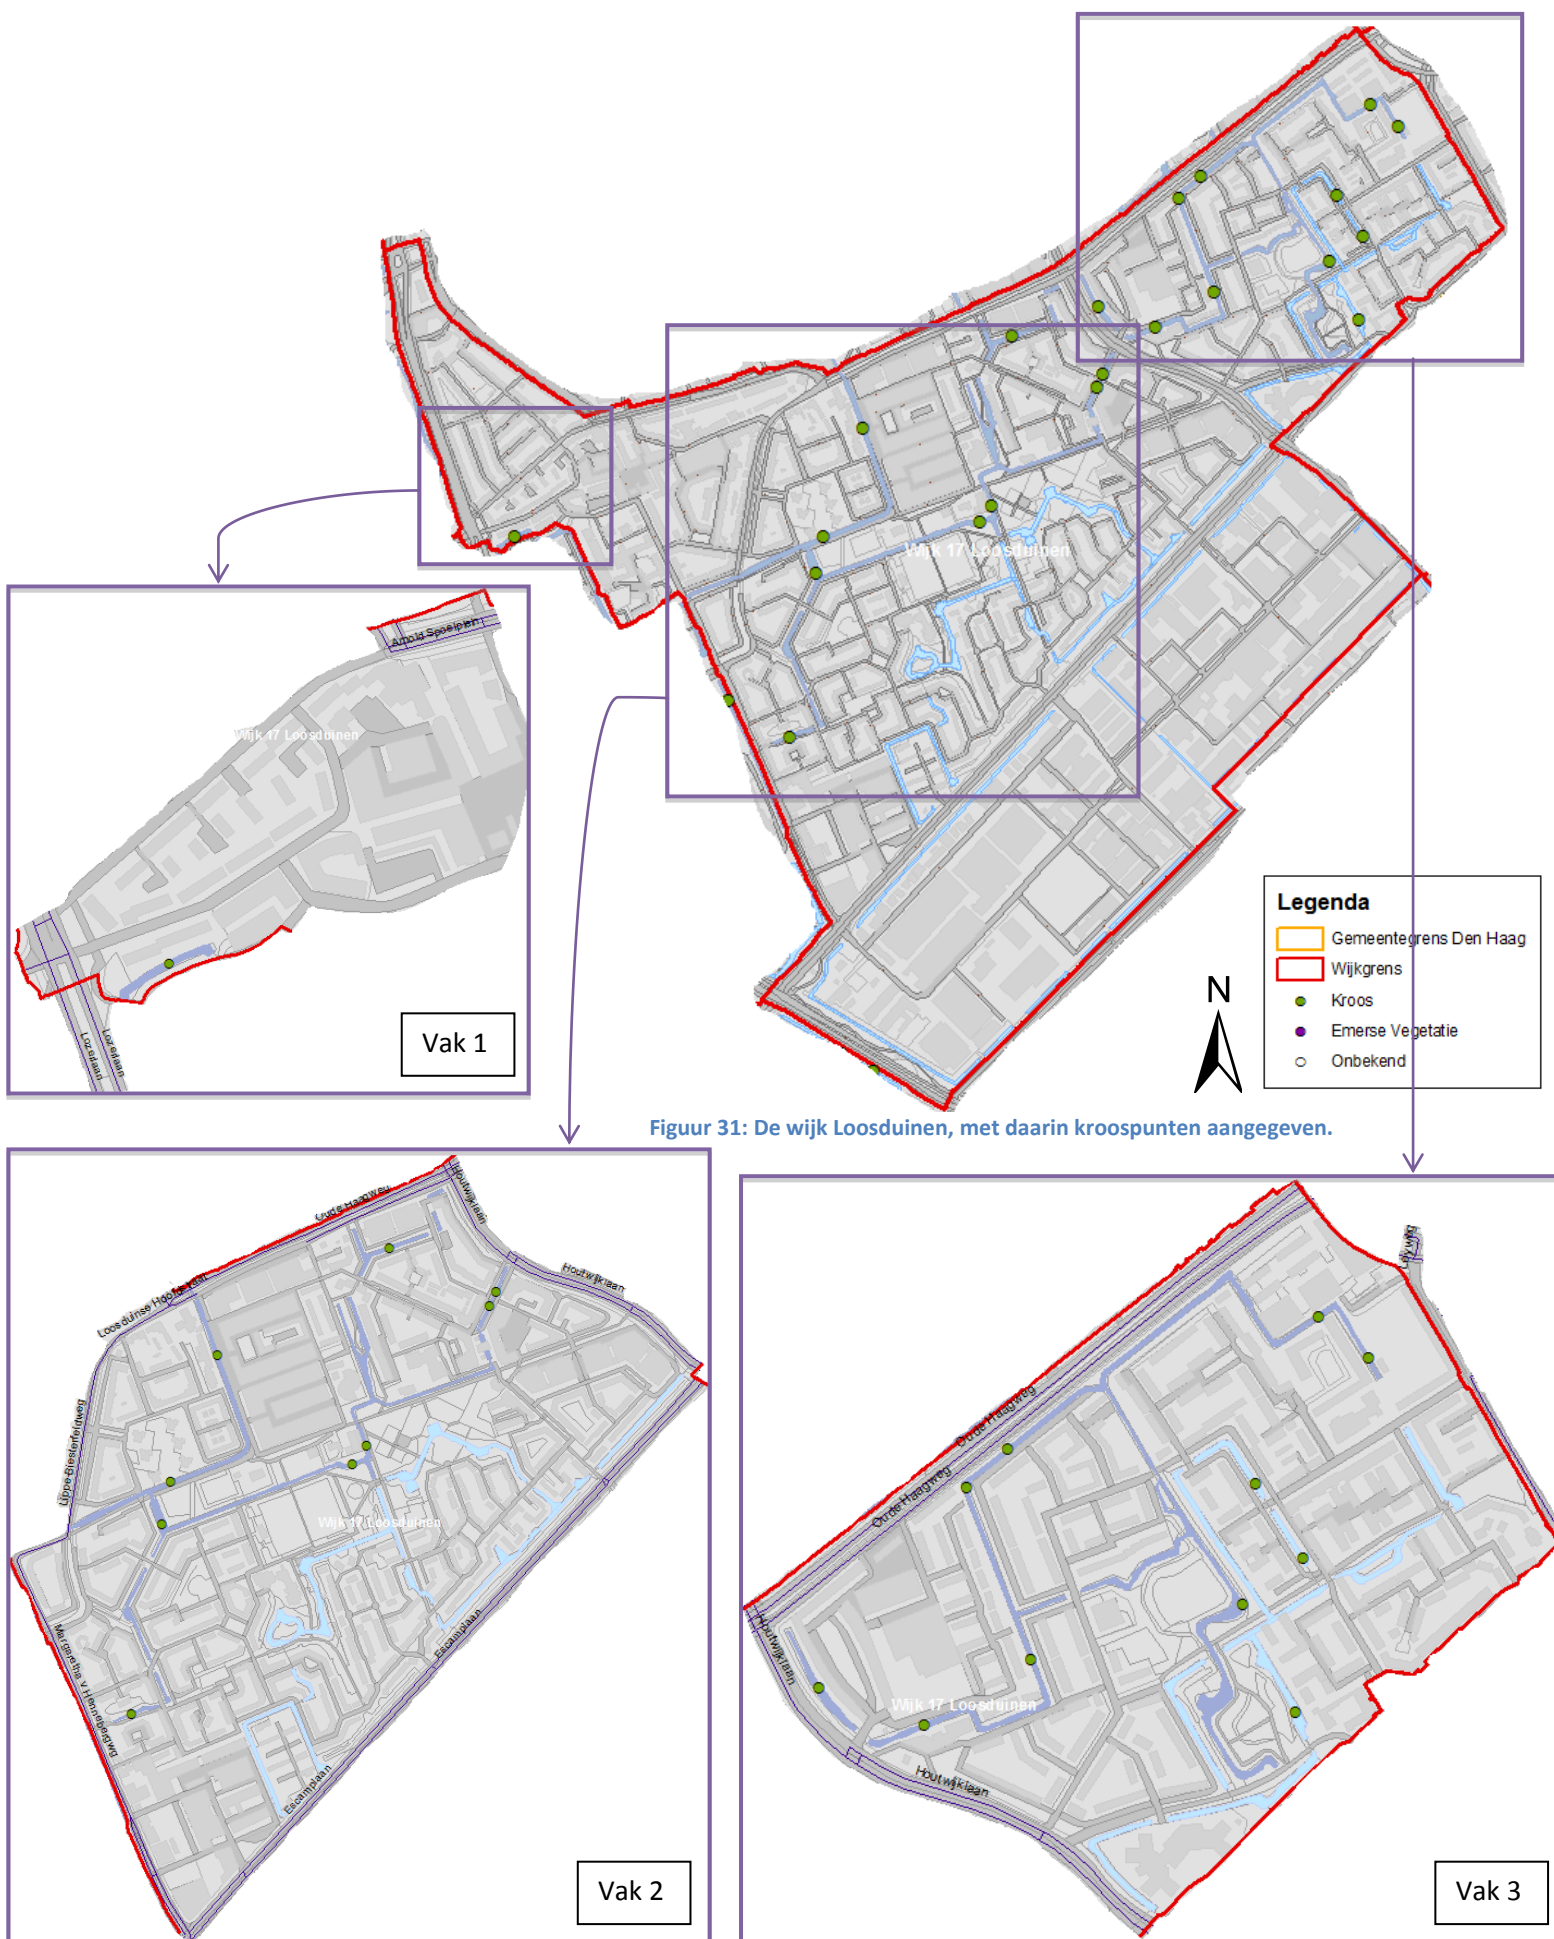 Wijk 17 Loosduinen
Arnold Spoelplein
Wijk 17 Loosduinen
Lozerlaan
Lozerlaan
Vak 1
Legenda
Gemeentegrens Den Haag
Wijkgrens
Kroos
Emerse Vegetatie
Onbekend
N
Figuur 31: De wijk Loosduinen, met daarin kroospunten aangegeven.
Oude Haagweg
Houtwijklaan
Houtwijklaan
Loosduinse Hoofdstraat
Lippe Biesterfeldweg
Wijk 17 Loosduinen
Margaretha v Hennebergwg
Escamplaan
Escamplaan
Vak 2
Lelyweg
Oude Haagweg
Oude Haagweg
Houtwijklaan
Wijk 17 Loosduinen
Houtwijklaan
Vak 3